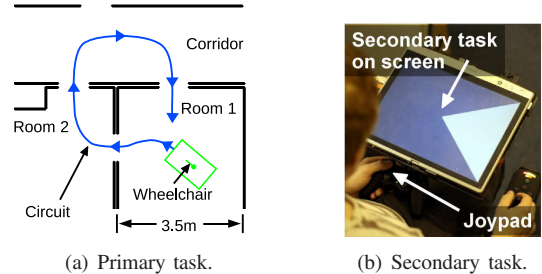 Corridor
Room 1
Room 2
Wheelchair
Circuit
3.5m
(a) Primary task.
Secondary task
on screen
Joypad
(b) Secondary task.